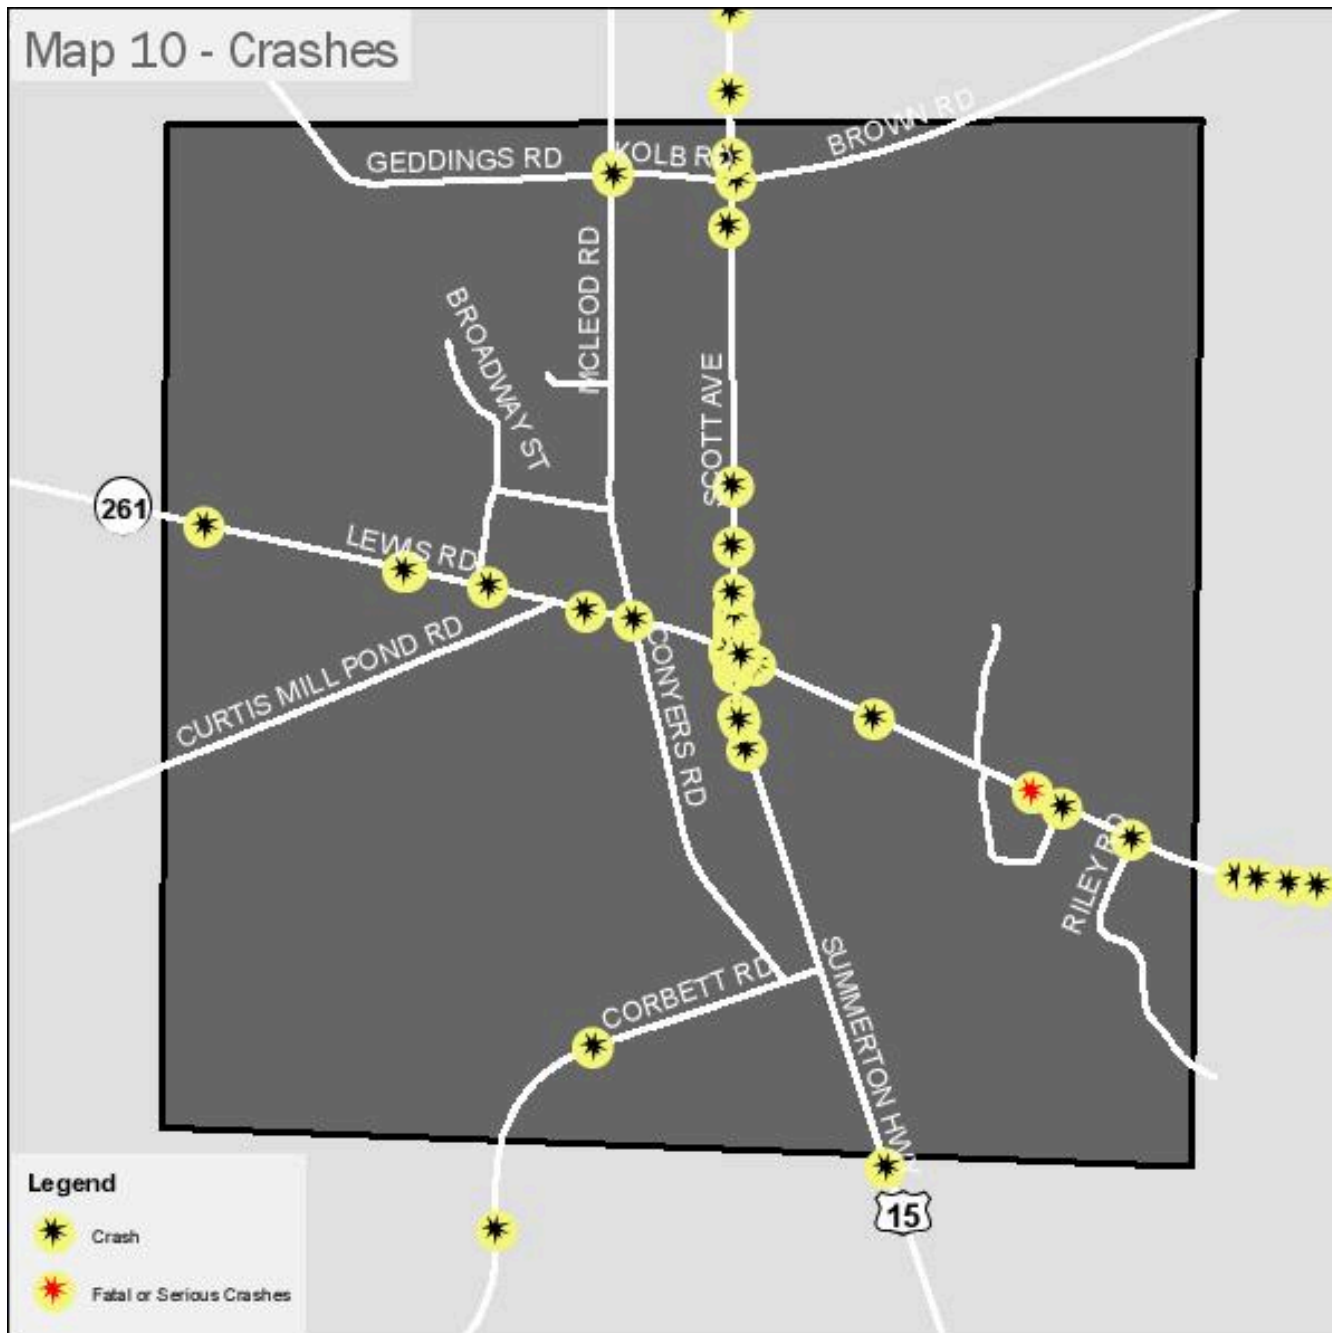 Map 10 - Crashes
BROWN RD
GEDDINGS RD
KOLB RD
MCLEOD RD
BROADWAY ST
SCOTT AVE
261
LEWIS RD
CURTIS MILL POND RD
CONYERS RD
RILEY RD
CORBETT RD
SUMMERTON HWY
15
Legend
Crash
Fatal or Serious Crashes